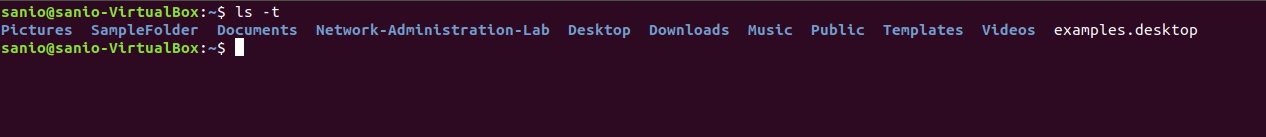 sanio@sanio-VirtualBox:~$ ls -t
Pictures  SampleFolder  Documents  Network-Administration-Lab  Desktop  Downloads  Music  Public  Templates  Videos  examples.desktop
sanio@sanio-VirtualBox:~$